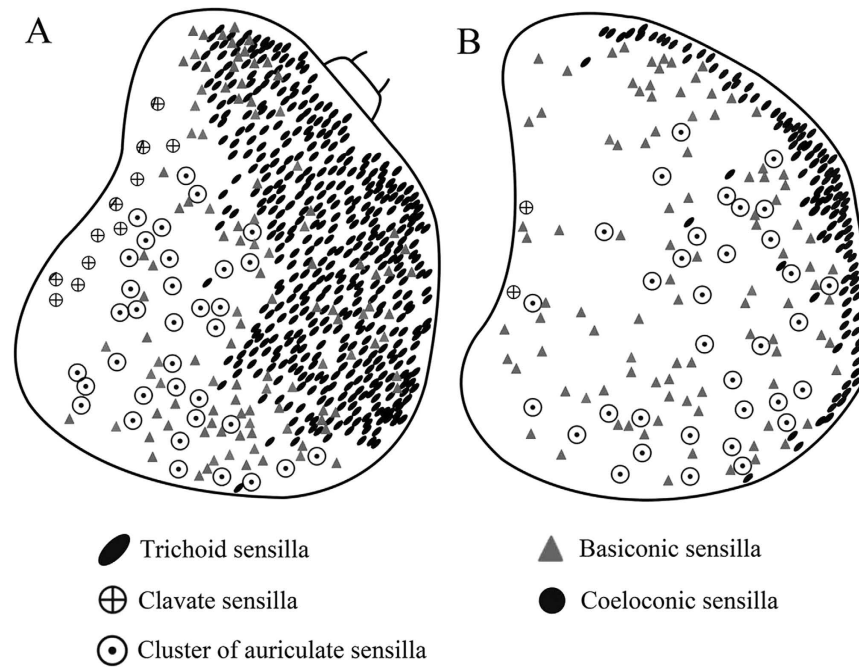 A
B
Trichoid sensilla
Basiconic sensilla
Clavate sensilla
Coeloconic sensilla
Cluster of auriculate sensilla